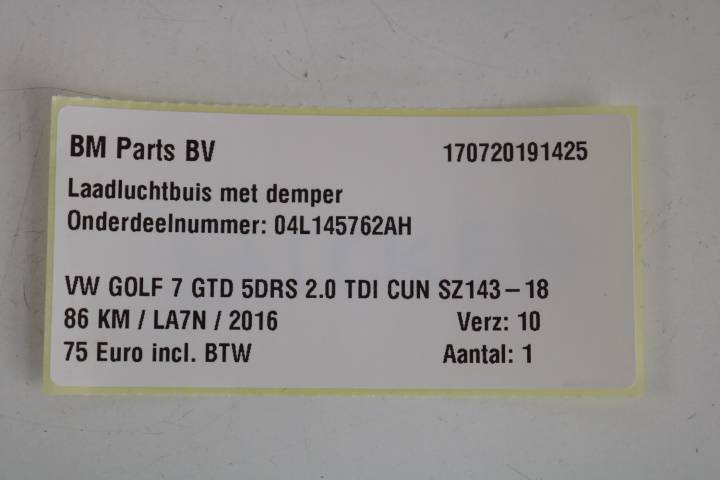 BM Parts BV 170720191425
Laadluchtbuis met demper
Onderdeelnummer: 04L145762AH
VW GOLF 7 GTD 5DRS 2.0 TDI CUN SZ143-18
86 KM / LA7N / 2016 Verz: 10
75 Euro incl. BTW Aantal: 1